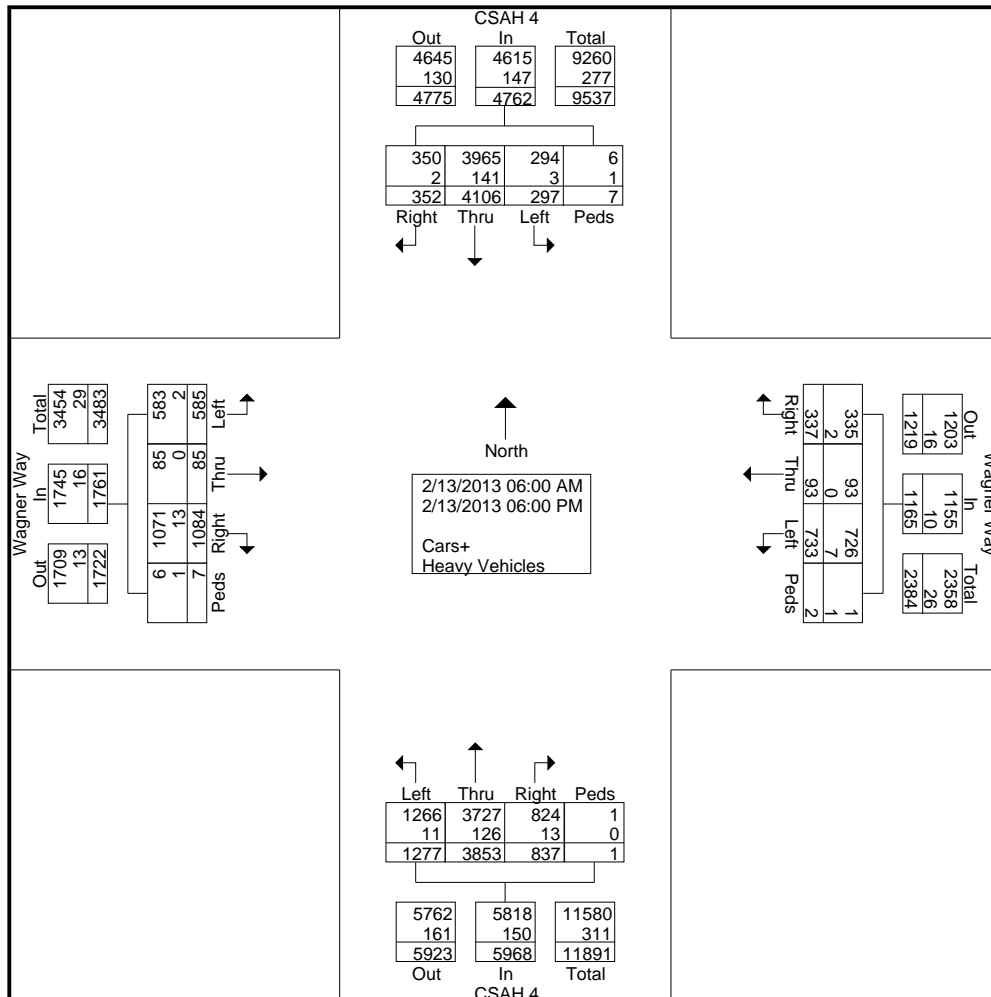 CSAH 4
Out In Total
4645 4615 9260
130 147 277
4775 4762 9537
350 3965 294 6
2 141 3 1
352 4106 297 7
Right Thru Left Peds
Wagner Way
Total In Out
3454 1745 1709
29 16 13
3483 1761 1722
583 85 1071 6
2 0 13 1
585 85 1084 7
Left Thru Right Peds
North
2/13/2013 06:00 AM
2/13/2013 06:00 PM
Cars+
Heavy Vehicles
Right Thru Left Peds
337 93 733 2
2 0 7 1
335 93 726 1
1219 1165 2384
16 10 26
1203 1155 2358
Out In Total
Wagner Way
Left Thru Right Peds
1266 3727 824 1
11 126 13 0
1277 3853 837 1
5762 5818 11580
161 150 311
5923 5968 11891
Out In Total
CSAH 4